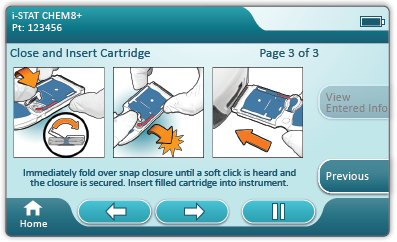 i-STAT CHEM8+
Pt: 123456
Close and Insert Cartridge
Page 3 of 3
View
Entered Info
Immediately fold over snap closure until a soft click is heard and
the closure is secured. Insert filled cartridge into instrument.
Previous
Home